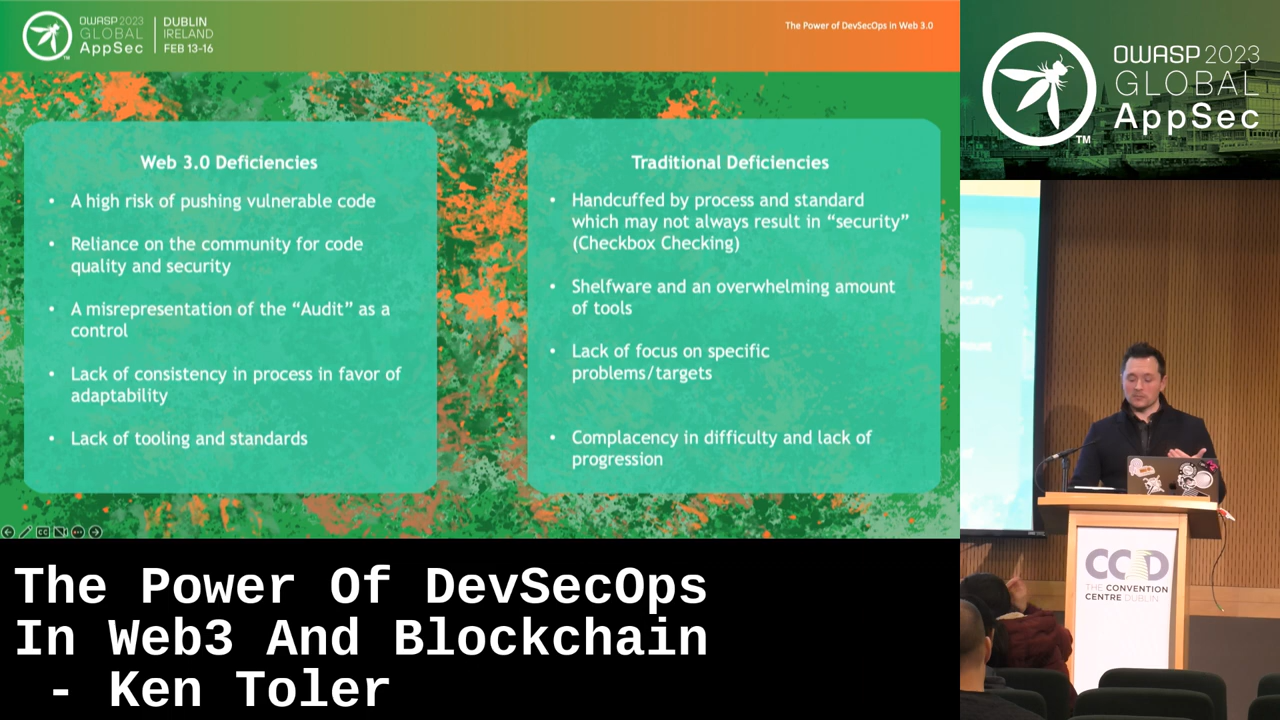 OWASP 2023
GLOBAL
AppSec
TM
DUBLIN
IRELAND
FEB 13-16
The Power of DevSecOps in Web 3.0
Web 3.0 Deficiencies
• A high risk of pushing vulnerable code
• Reliance on the community for code
quality and security
• A misrepresentation of the “Audit” as a
control
• Lack of consistency in process in favor of
adaptability
• Lack of tooling and standards
Traditional Deficiencies
• Handcuffed by process and standard
which may not always result in “security”
(Checkbox Checking)
• Shelfware and an overwhelming amount
of tools
• Lack of focus on specific
problems/targets
• Complacency in difficulty and lack of
progression
OWASP 2023
GLOBAL
AppSec
TM
CCD
THE CONVENTION
CENTRE DUBLIN
The Power Of DevSecOps
In Web3 And Blockchain
- Ken Toler